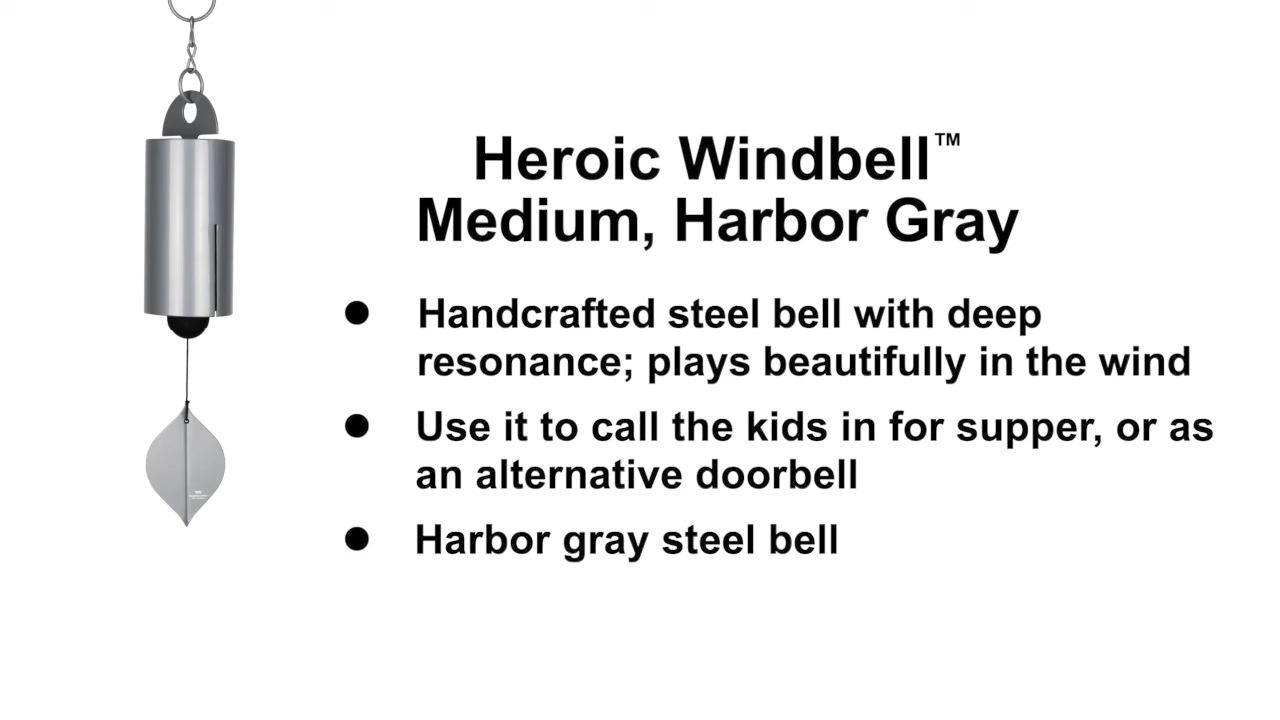 Heroic Windbell™
Medium, Harbor Gray
● Handcrafted steel bell with deep
resonance; plays beautifully in the wind
● Use it to call the kids in for supper, or as
an alternative doorbell
● Harbor gray steel bell